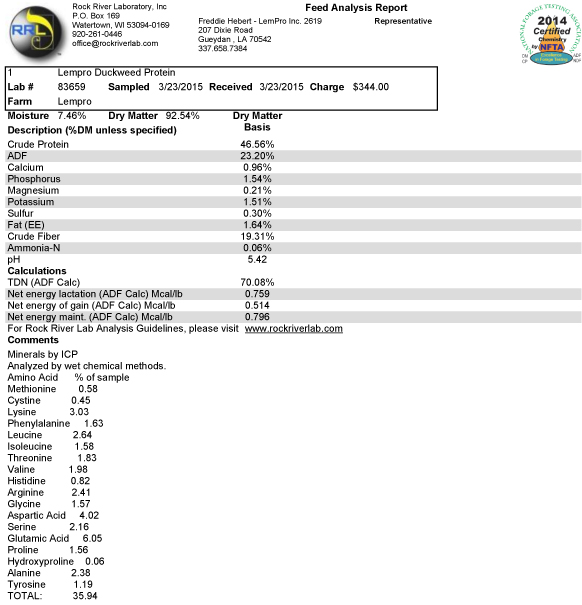 RRL
Rock River Laboratory, Inc
P.O. Box 169
Watertown, WI 53094-0169
920-261-0446
office@rockriverlab.com
Feed Analysis Report
Freddie Hebert - LemPro Inc. 2619 Representative
207 Dixie Road
Gueydan , LA 70542
337.658.7384
NATIONAL FORAGE TESTING ASSOCIATION
2014
Certified
Chemistry
by NFTA
DM ADF
CP
1 Lempro Duckweed Protein
Lab # 83659 Sampled 3/23/2015 Received 3/23/2015 Charge $344.00
Farm Lempro
Moisture 7.46% Dry Matter 92.54% Dry Matter
Description (%DM unless specified) Basis
Crude Protein 46.56%
ADF 23.20%
Calcium 0.96%
Phosphorus 1.54%
Magnesium 0.21%
Potassium 1.51%
Sulfur 0.30%
Fat (EE) 1.64%
Crude Fiber 19.31%
Ammonia-N 0.06%
pH 5.42
Calculations
TDN (ADF Calc) 70.08%
Net energy lactation (ADF Calc) Mcal/lb 0.759
Net energy of gain (ADF Calc) Mcal/lb 0.514
Net energy maint. (ADF Calc) Mcal/lb 0.796
For Rock River Lab Analysis Guidelines, please visit www.rockriverlab.com
Comments
Minerals by ICP
Analyzed by wet chemical methods.
Amino Acid % of sample
Methionine 0.58
Cystine 0.45
Lysine 3.03
Phenylalanine 1.63
Leucine 2.64
Isoleucine 1.58
Threonine 1.83
Valine 1.98
Histidine 0.82
Arginine 2.41
Glycine 1.57
Aspartic Acid 4.02
Serine 2.16
Glutamic Acid 6.05
Proline 1.56
Hydroxyproline 0.06
Alanine 2.38
Tyrosine 1.19
TOTAL: 35.94